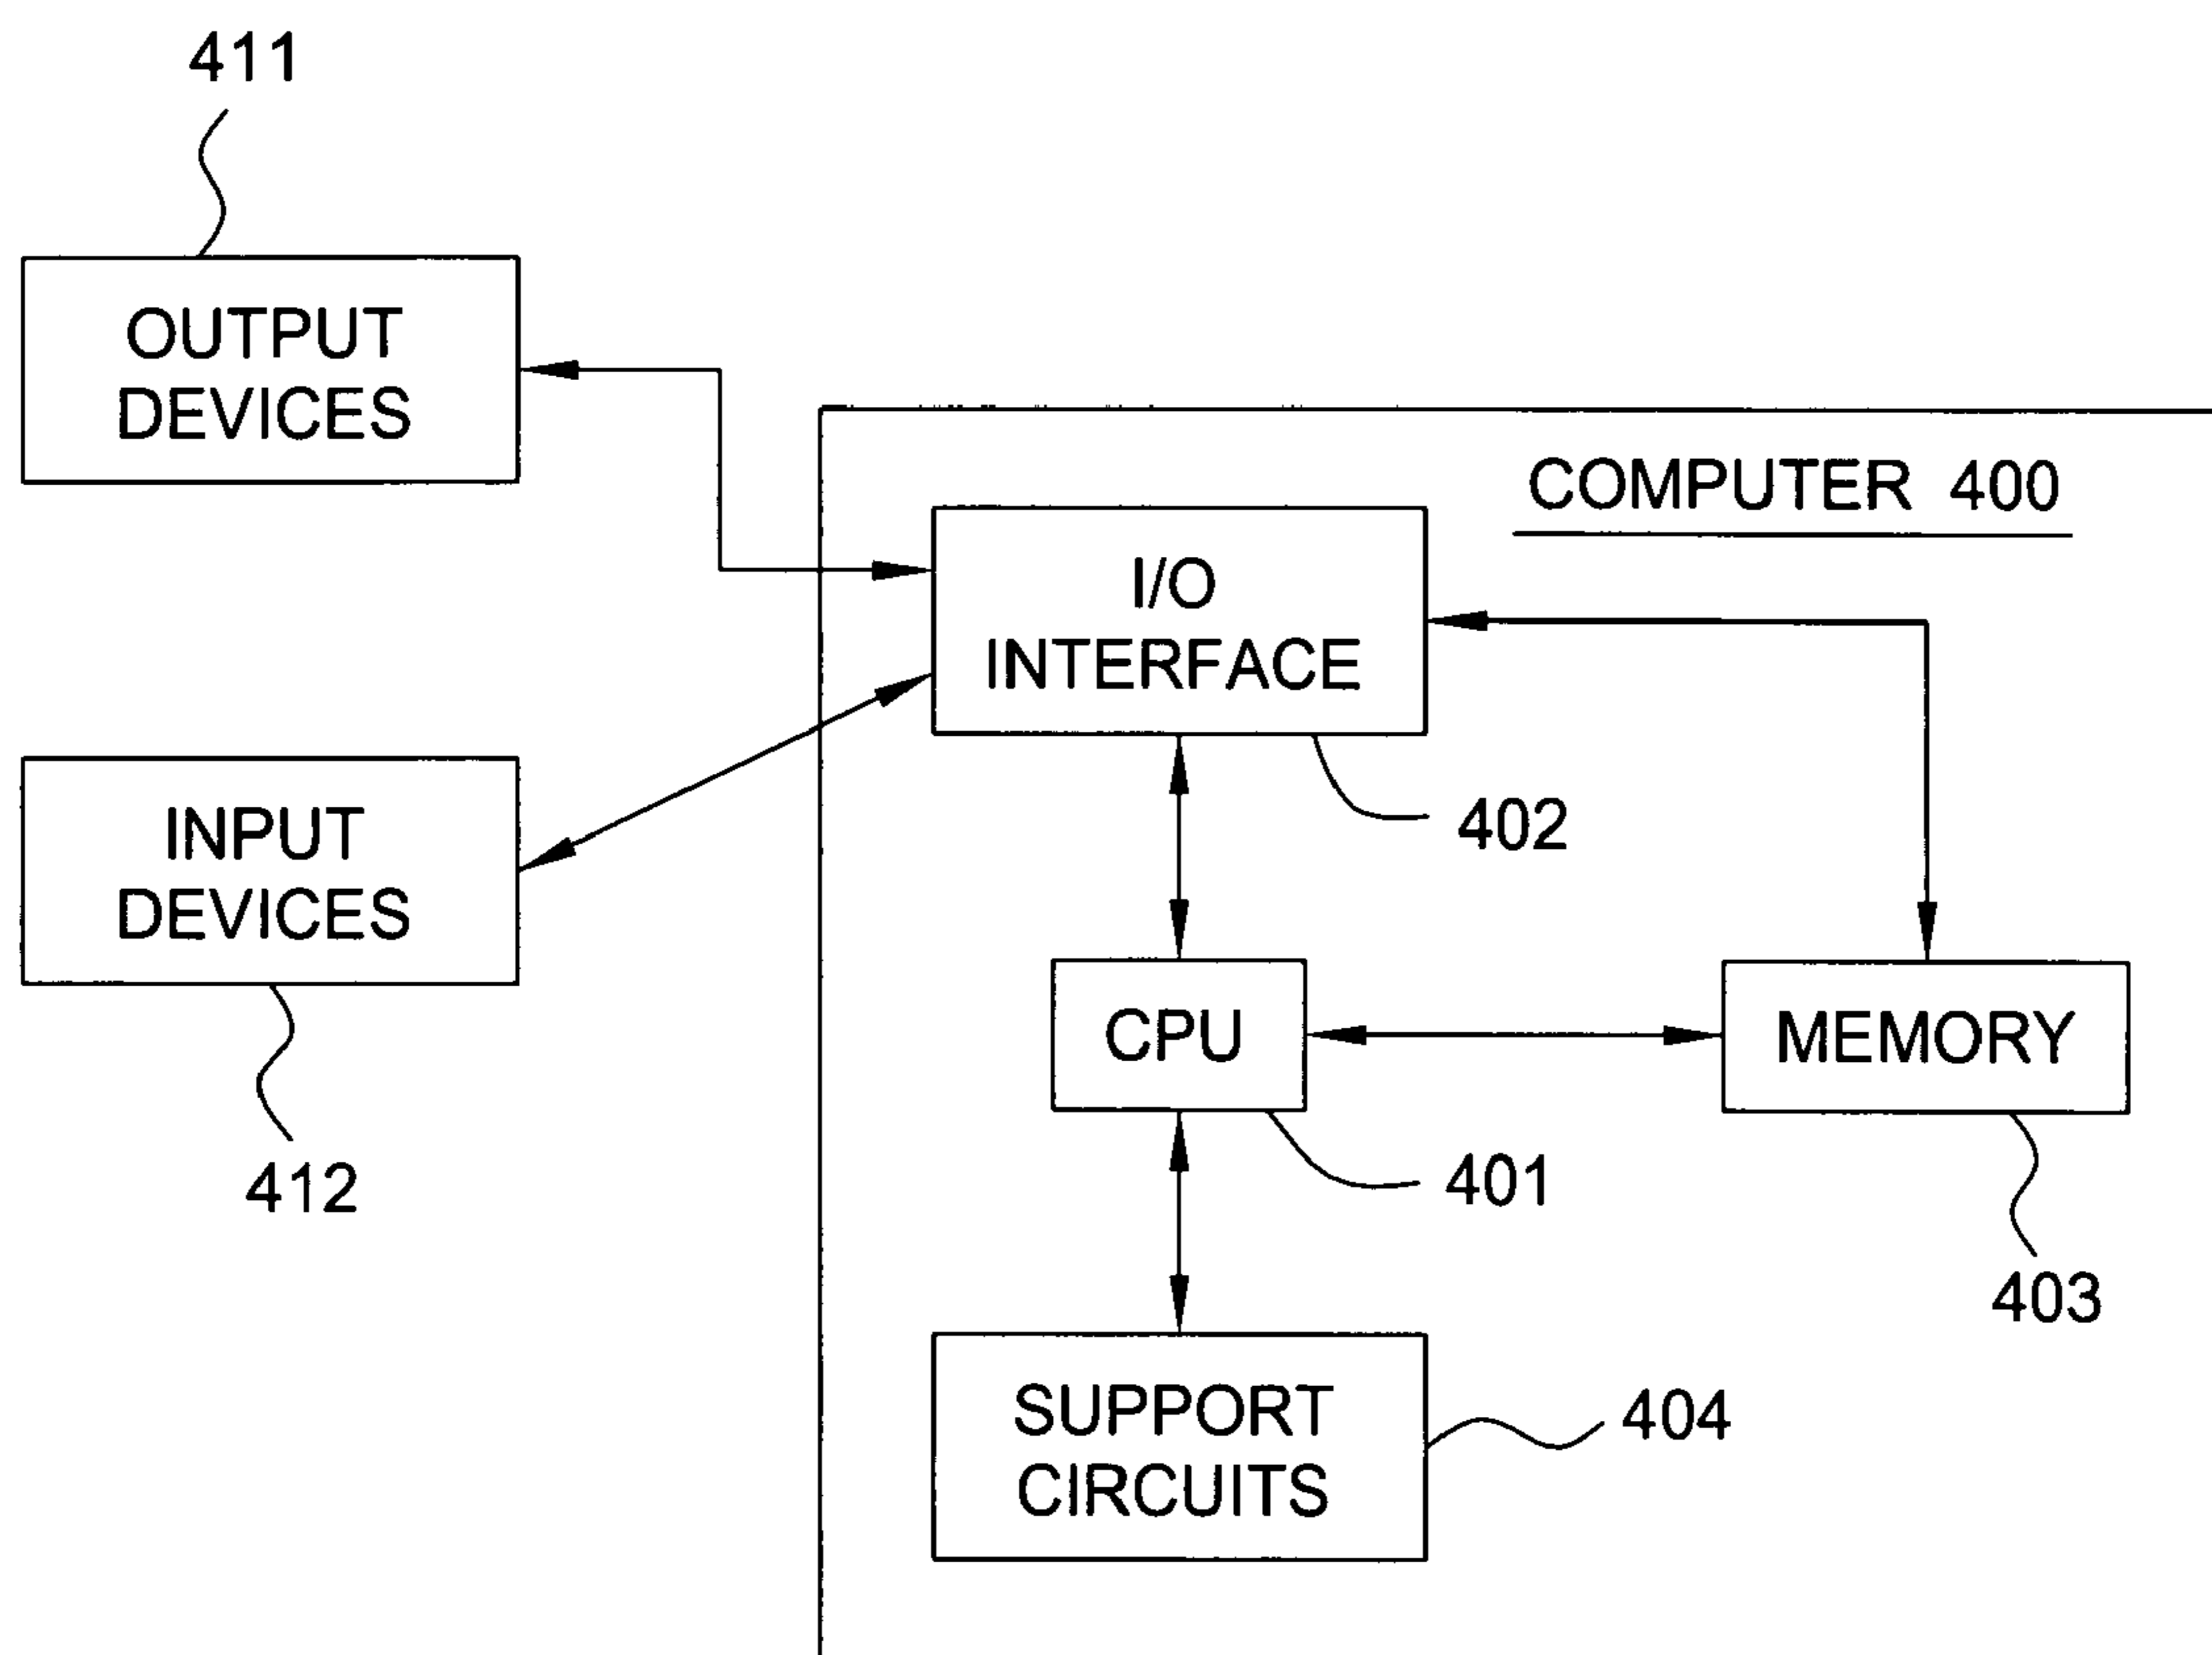 411
OUTPUT
DEVICES
COMPUTER 400
I/O
INTERFACE
402
INPUT
DEVICES
412
CPU
401
MEMORY
403
SUPPORT
CIRCUITS
404